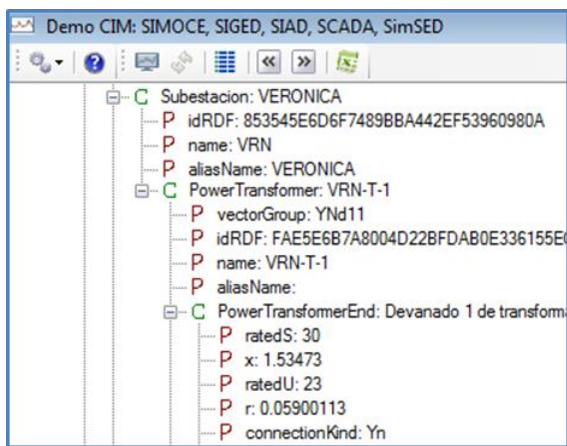 Demo CIM: SIMOCE, SIGED, SIAD, SCADA, SimSED
C Subestacion: VERONICA
P idRDF: 853545E6D6F7489BBA442EF53960980A
P name: VRN
P aliasName: VERONICA
C PowerTransformer: VRN-T-1
P vectorGroup: YNd11
P idRDF: FAE5E6B7A8004D22BFDAB0E336155E
P name: VRN-T-1
P aliasName:
C PowerTransformerEnd: Devanado 1 de transforma
P ratedS: 30
P x: 1.53473
P ratedU: 23
P r: 0.05900113
P connectionKind: Yn